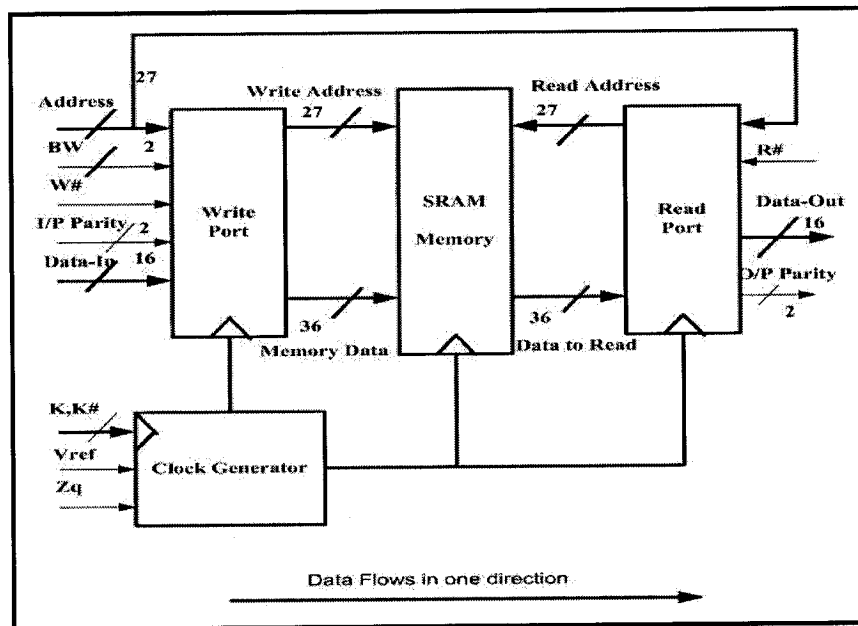 27
Address
2
BW
W#
I/P Parity
2
Data-In
16
Write
Port
Write Address
27
36
Memory Data
SRAM
Memory
Read Address
27
36
Data to Read
Read
Port
R#
Data-Out
16
O/P Parity
2
K,K#
Vref
Zq
Clock Generator
Data Flows in one direction